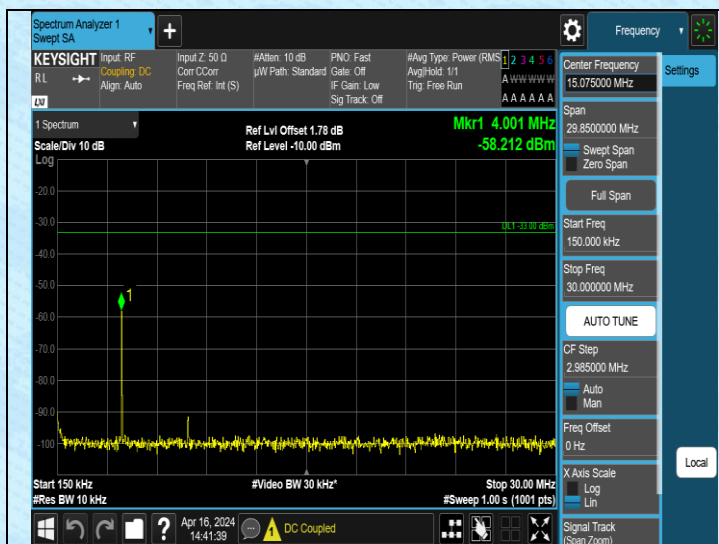 Spectrum Analyzer 1
Swept SA
+
Frequency
KEYSIGHT
RL
LXI
Input: RF
Coupling: DC
Align: Auto
Input Z: 50 Ω
Corr CCorr
Freq Ref: Int (S)
#Atten: 10 dB
µW Path: Standard
PNO: Fast
Gate: Off
IF Gain: Low
Sig Track: Off
#Avg Type: Power (RMS
Avg|Hold: 1/1
Trig: Free Run
1 2 3 4 5 6
A W W W W W
A A A A A A
1 Spectrum
Scale/Div 10 dB
Log
Ref Lvl Offset 1.78 dB
Ref Level -10.00 dBm
Mkr1 4.001 MHz
-58.212 dBm
-20.0
-30.0
DL1 -33.00 dBm
-40.0
-50.0
1
-60.0
-70.0
-80.0
-90.0
-100
Start 150 kHz
#Video BW 30 kHz*
Stop 30.00 MHz
#Res BW 10 kHz
#Sweep 1.00 s (1001 pts)
Center Frequency
15.075000 MHz
Settings
Span
29.8500000 MHz
Swept Span
Zero Span
Full Span
Start Freq
150.000 kHz
Stop Freq
30.000000 MHz
AUTO TUNE
CF Step
2.985000 MHz
Auto
Man
Freq Offset
0 Hz
X Axis Scale
Log
Lin
Local
Signal Track
(Span Zoom)
?
Apr 16, 2024
14:41:39
1
DC Coupled